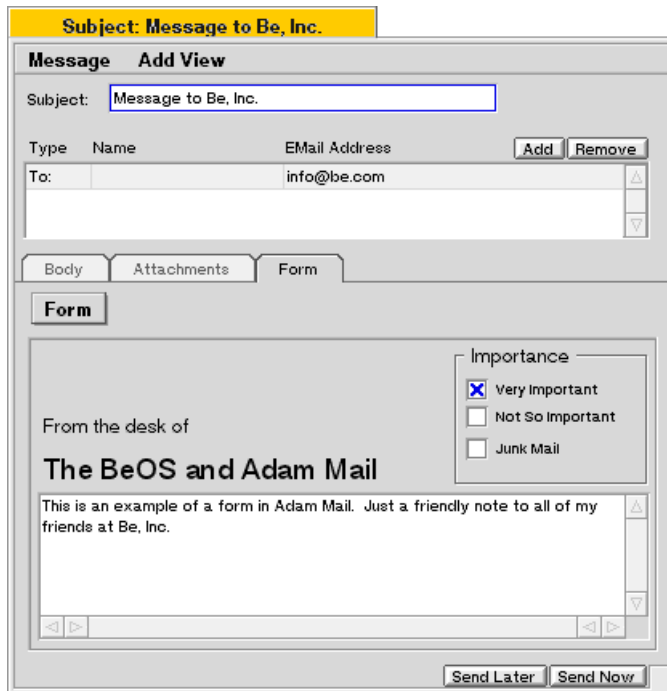 Subject: Message to Be, Inc.
Message Add View
Subject: Message to Be, Inc.
Type Name EMail Address Add Remove
To: info@be.com
Body Attachments Form
Form
Importance
Very Important
Not So Important
Junk Mail
From the desk of
The BeOS and Adam Mail
This is an example of a form in Adam Mail. Just a friendly note to all of my
friends at Be, Inc.
Send Later Send Now